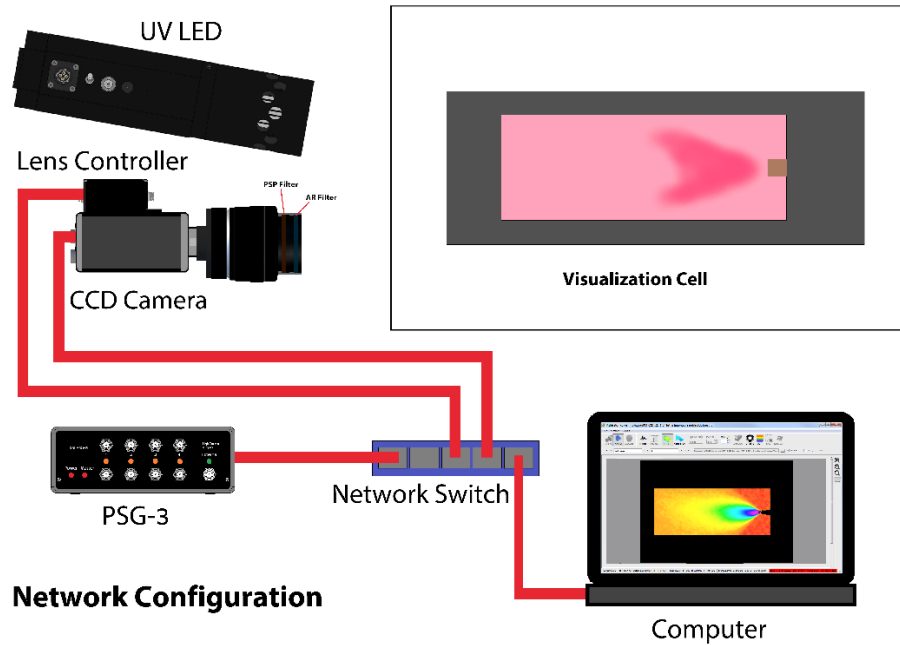 UV LED
Lens Controller
PSP Filter
AR Filter
CCD Camera
Visualization Cell
Power
PSG-3
Network Switch
Network Configuration
Computer